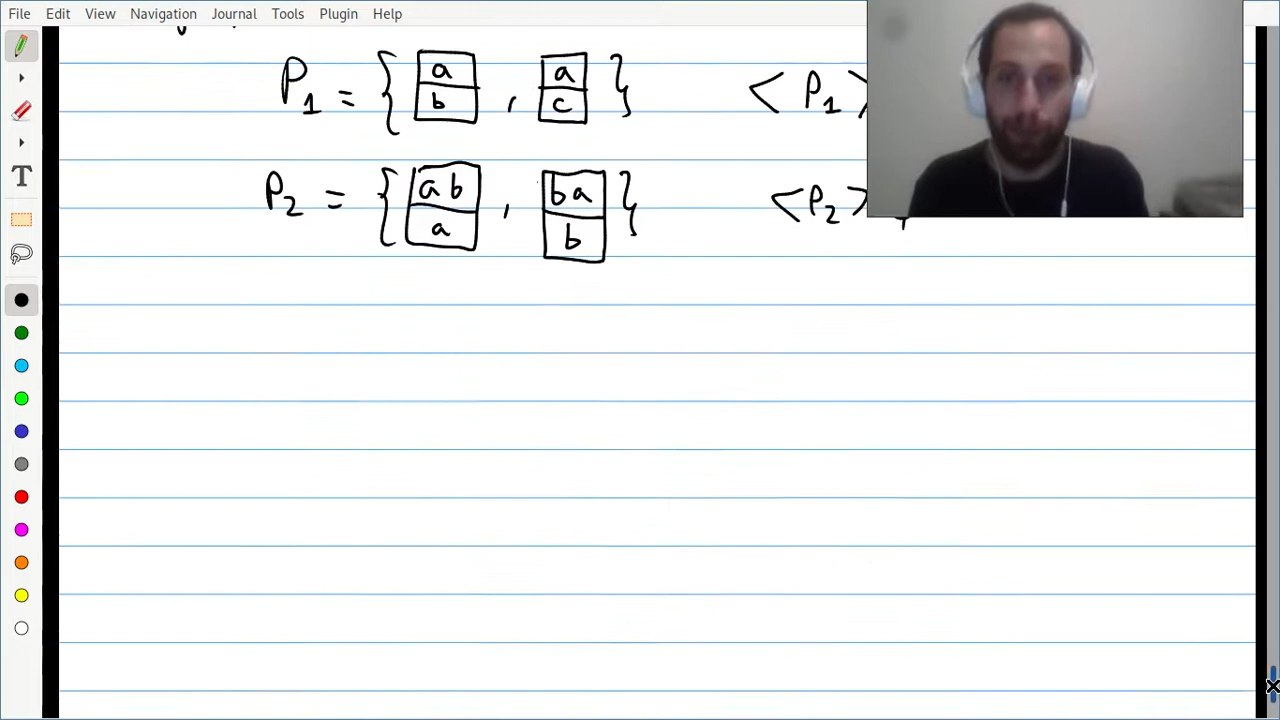 File Edit View Navigation Journal Tools Plugin Help
P₁ = { [a/b] , [a/c] } <P₁>
P₂ = { [ab/a] , [ba/b] } <P₂>
T